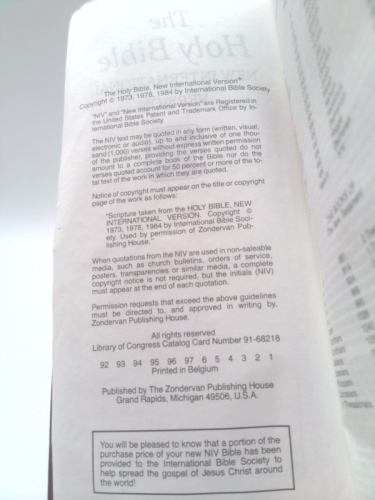 The
Holy Bible
The Holy Bible, New International Version®
Copyright © 1973, 1978, 1984 by International Bible Society
"NIV" and "New International Version" are Registered in
the United States Patent and Trademark Office by In-
ternational Bible Society
The NIV text may be quoted in any form (written, visual,
electronic or audio), up to and inclusive of one thou-
sand (1,000) verses without express written permission
of the publisher, providing the verses quoted do not
amount to a complete book of the Bible nor do the
verses quoted account for 50 percent or more of the to-
tal text of the work in which they are quoted.
Notice of copyright must appear on the title or copyright
page of the work as follows:
"Scripture taken from the HOLY BIBLE, NEW
INTERNATIONAL VERSION. Copyright ©
1973, 1978, 1984 by International Bible Soci-
ety. Used by permission of Zondervan Pub-
lishing House."
When quotations from the NIV are used in non-saleable
media, such as church bulletins, orders of service,
posters, transparencies or similar media, a complete
copyright notice is not required, but the initials (NIV)
must appear at the end of each quotation.
Permission requests that exceed the above guidelines
must be directed to, and approved in writing by,
Zondervan Publishing House.
All rights reserved
Library of Congress Catalog Card Number 91-68218
92 93 94 95 96 97 6 5 4 3 2 1
Printed in Belgium
Published by The Zondervan Publishing House
Grand Rapids, Michigan 49506, U.S.A.
You will be pleased to know that a portion of the
purchase price of your new NIV Bible has been
provided to the International Bible Society to
help spread the gospel of Jesus Christ around
the world!